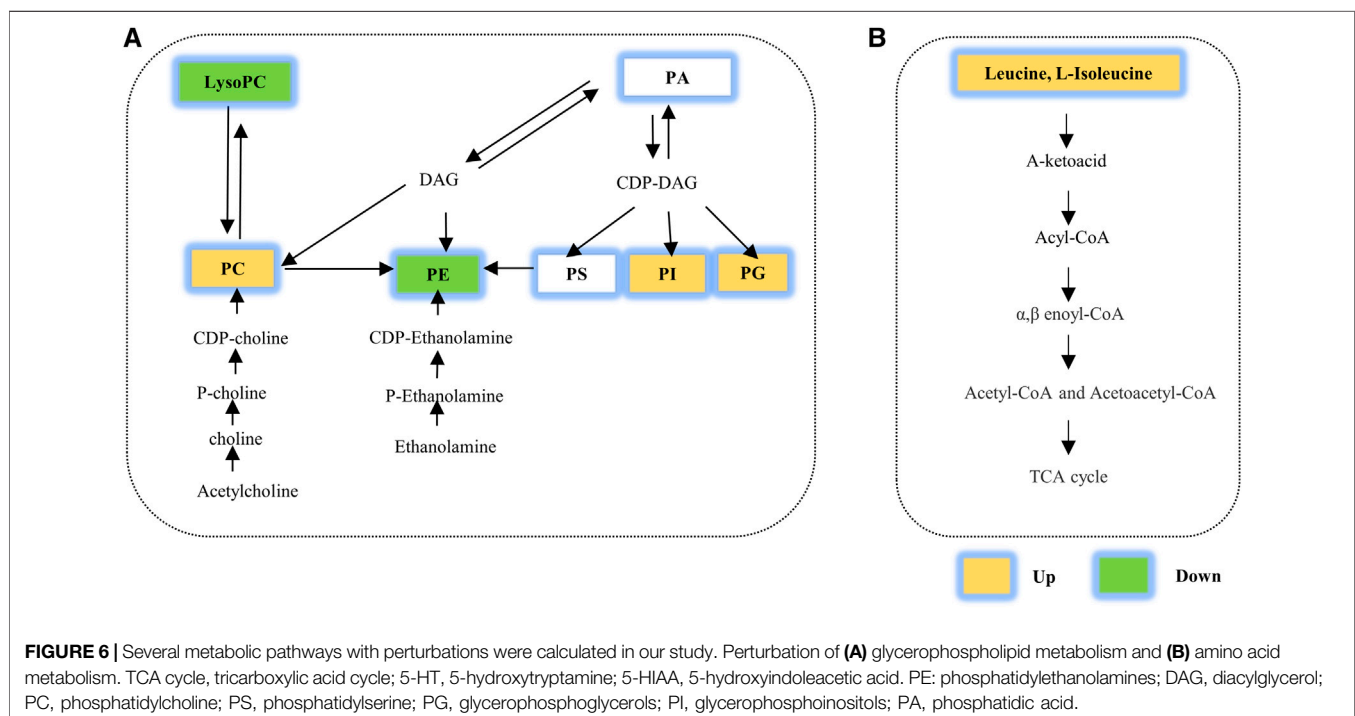 A
LysoPC
PA
DAG
CDP-DAG
PC
PE
PS
PI
PG
CDP-choline
CDP-Ethanolamine
P-choline
P-Ethanolamine
choline
Ethanolamine
Acetylcholine
B
Leucine, L-Isoleucine
A-ketoacid
Acyl-CoA
α,β enoyl-CoA
Acetyl-CoA and Acetoacetyl-CoA
TCA cycle
Up
Down
FIGURE 6 | Several metabolic pathways with perturbations were calculated in our study. Perturbation of (A) glycerophospholipid metabolism and (B) amino acid
metabolism. TCA cycle, tricarboxylic acid cycle; 5-HT, 5-hydroxytryptamine; 5-HIAA, 5-hydroxyindoleacetic acid. PE: phosphatidylethanolamines; DAG, diacylglycerol;
PC, phosphatidylcholine; PS, phosphatidylserine; PG, glycerophosphoglycerols; PI, glycerophosphoinositols; PA, phosphatidic acid.